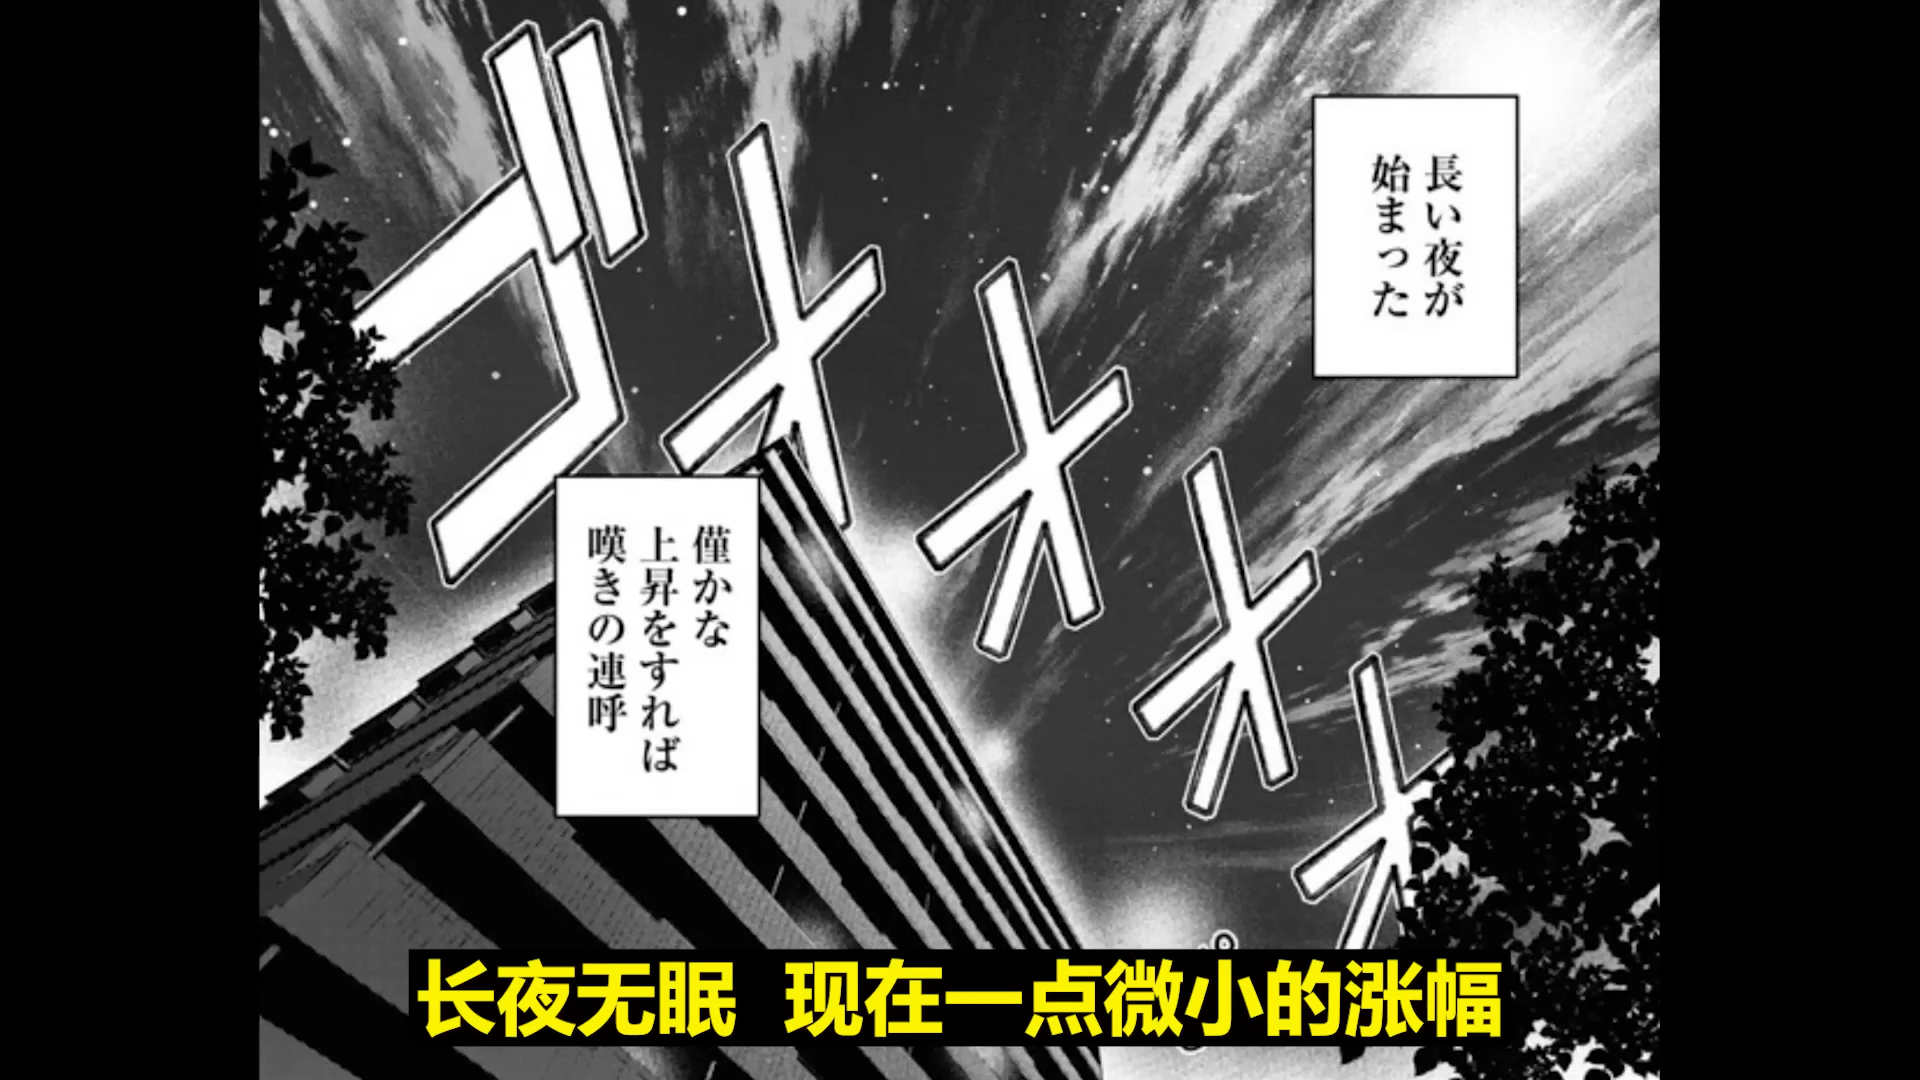 長い夜が
始まった
ゴォォォォ
僅かな
上昇をすれば
嘆きの連呼
长夜无眠 现在一点微小的涨幅